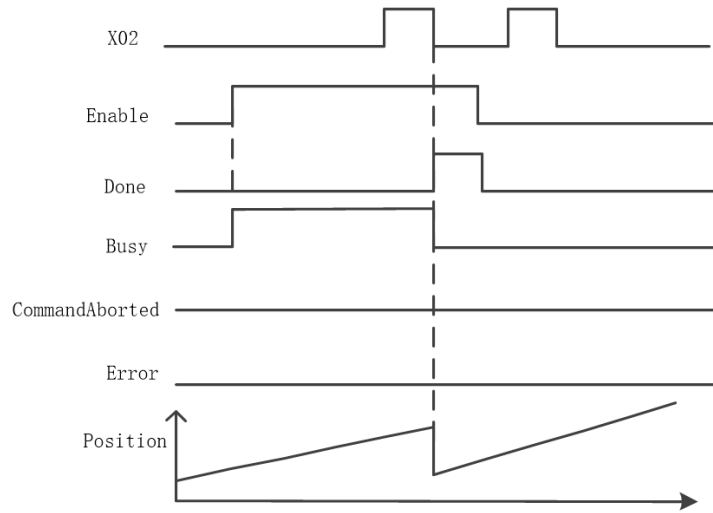 X02
Enable
Done
Busy
CommandAborted
Error
Position